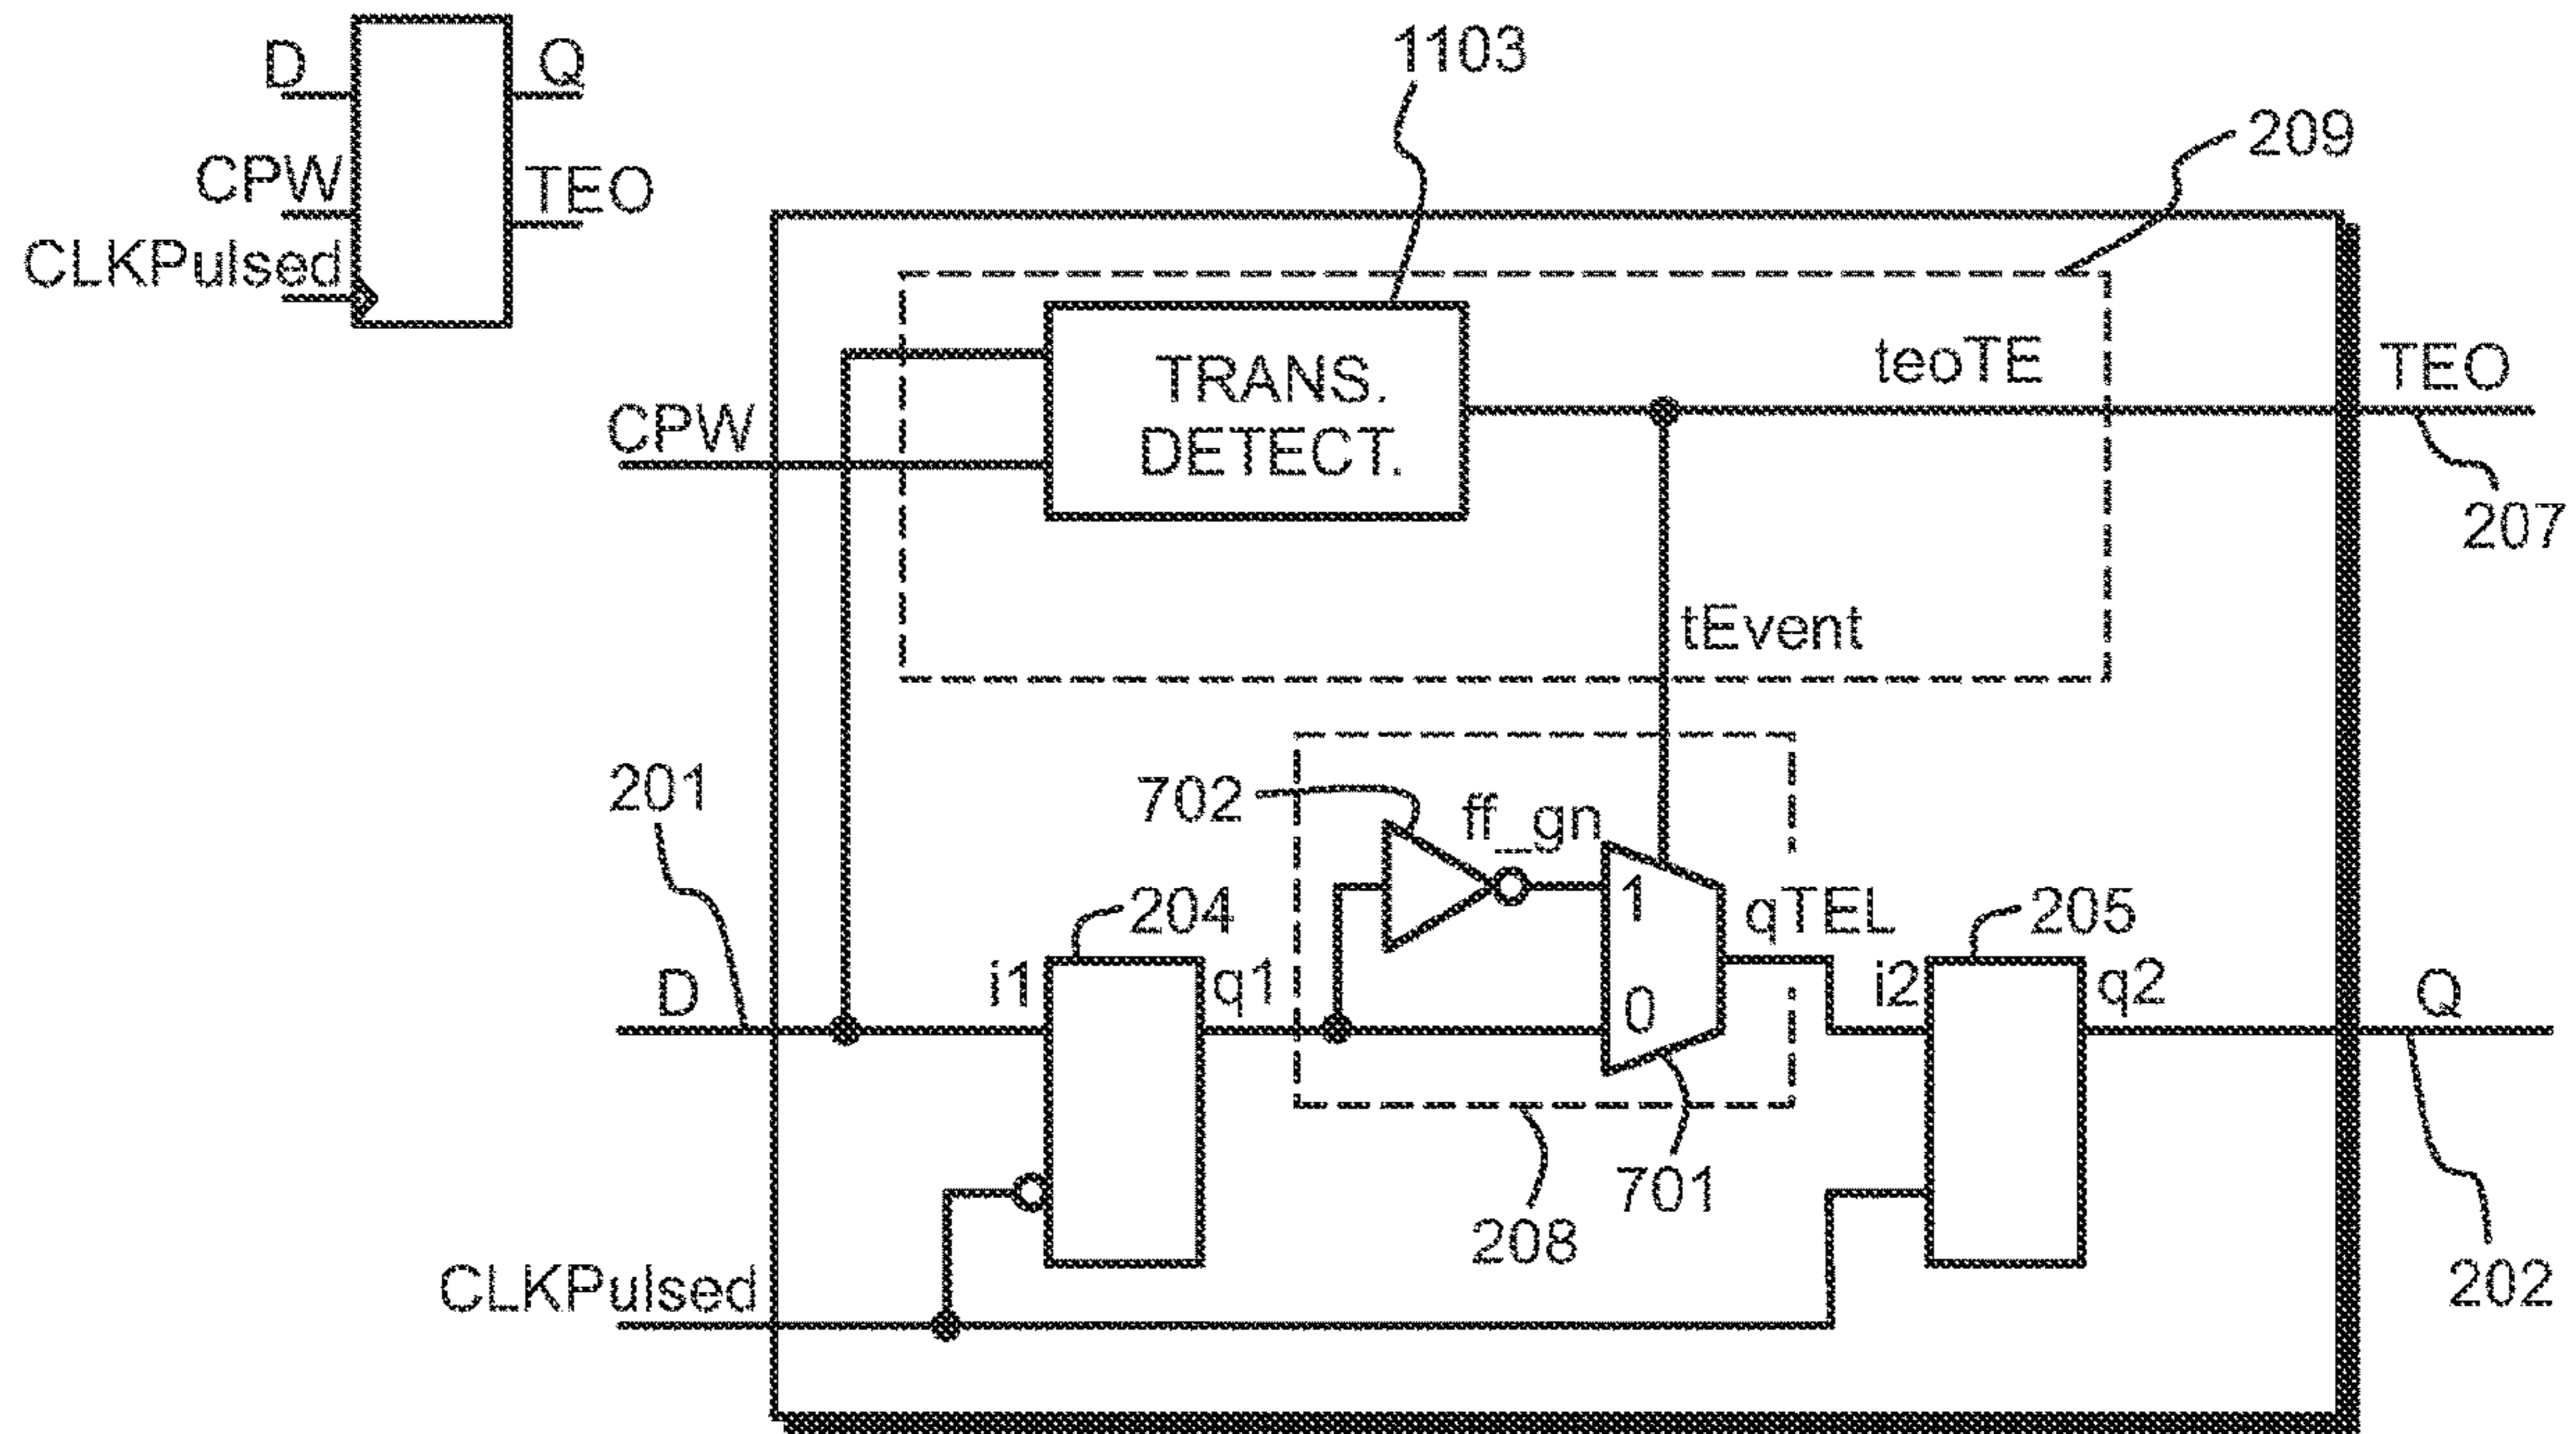 D
Q
CPW
TEO
CLKPulsed
1103
209
TRANS.
DETECT.
teoTE
TEO
CPW
207
tEvent
201
702
ff_gn
1
204
qTEL
205
D
i1
q1
0
i2
q2
Q
701
208
CLKPulsed
202